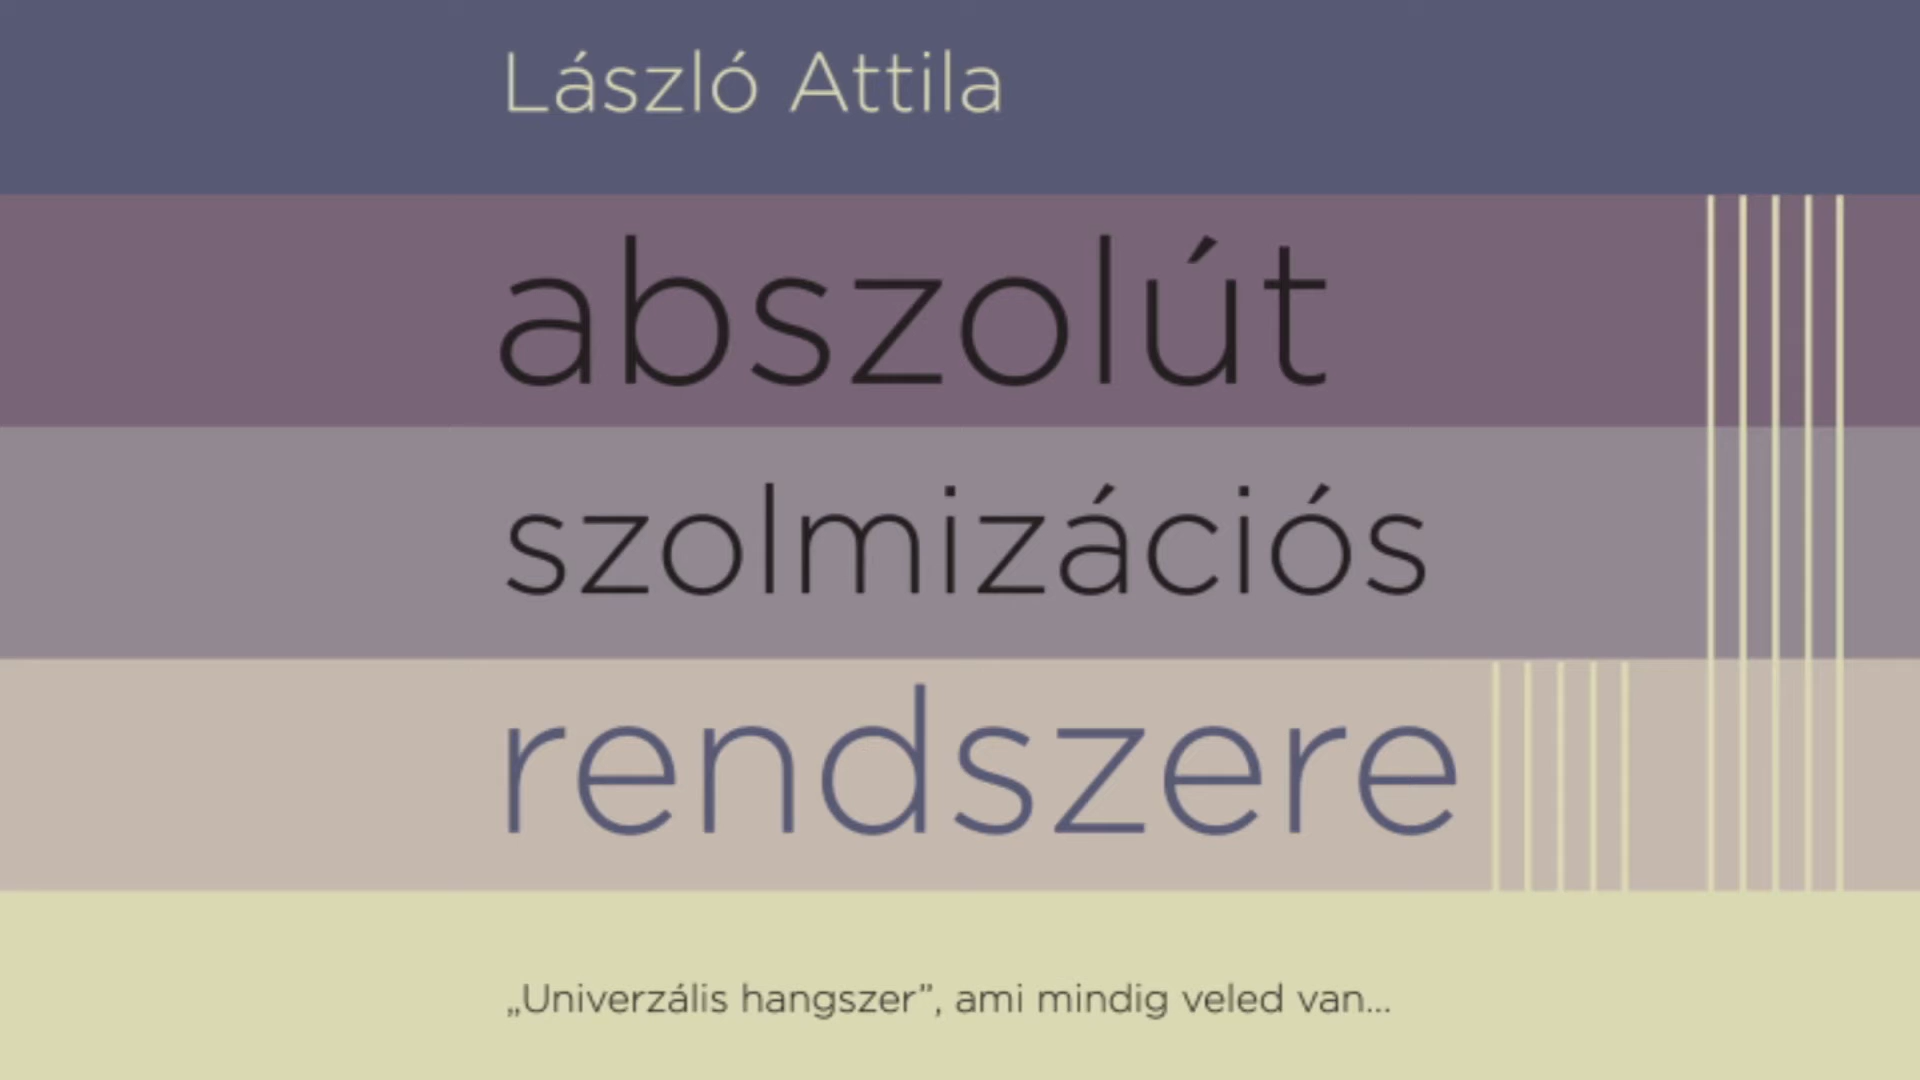 László Attila
abszolút
szolmizációs
rendszere
„Univerzális hangszer”, ami mindig veled van...